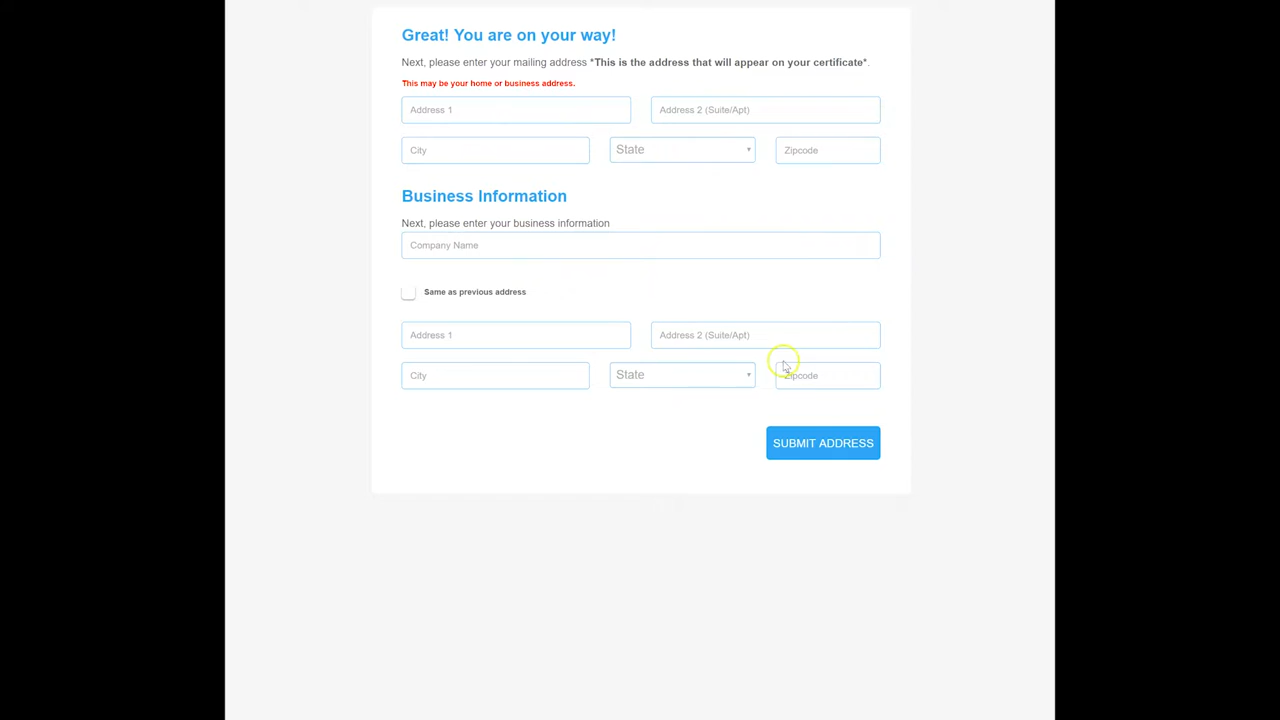 Great! You are on your way!
Next, please enter your mailing address *This is the address that will appear on your certificate*.
This may be your home or business address.
Address 1
Address 2 (Suite/Apt)
City
State
Zipcode
Business Information
Next, please enter your business information
Company Name
Same as previous address
Address 1
Address 2 (Suite/Apt)
City
State
Zipcode
SUBMIT ADDRESS